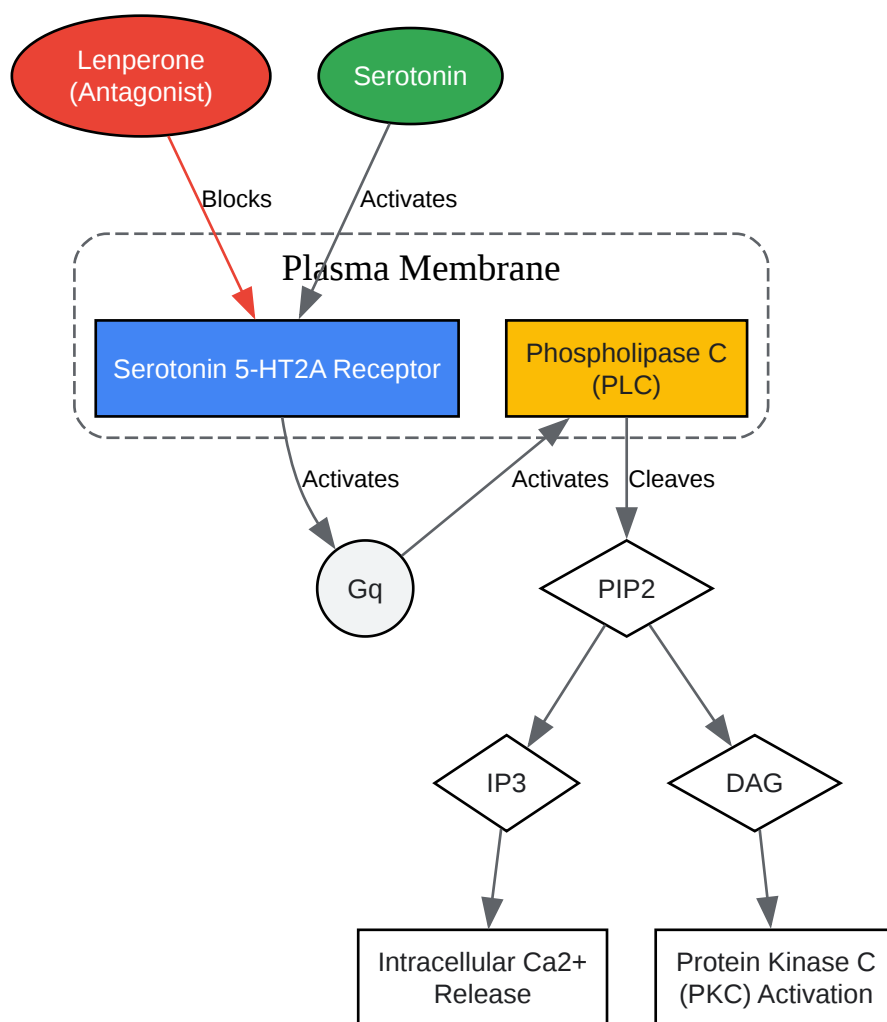 Lenperone
(Antagonist)
Serotonin
Blocks
Activates
Plasma Membrane
Serotonin 5-HT2A Receptor
Phospholipase C
(PLC)
Activates
Activates
Cleaves
Gq
PIP2
IP3
DAG
Intracellular Ca2+
Release
Protein Kinase C
(PKC) Activation